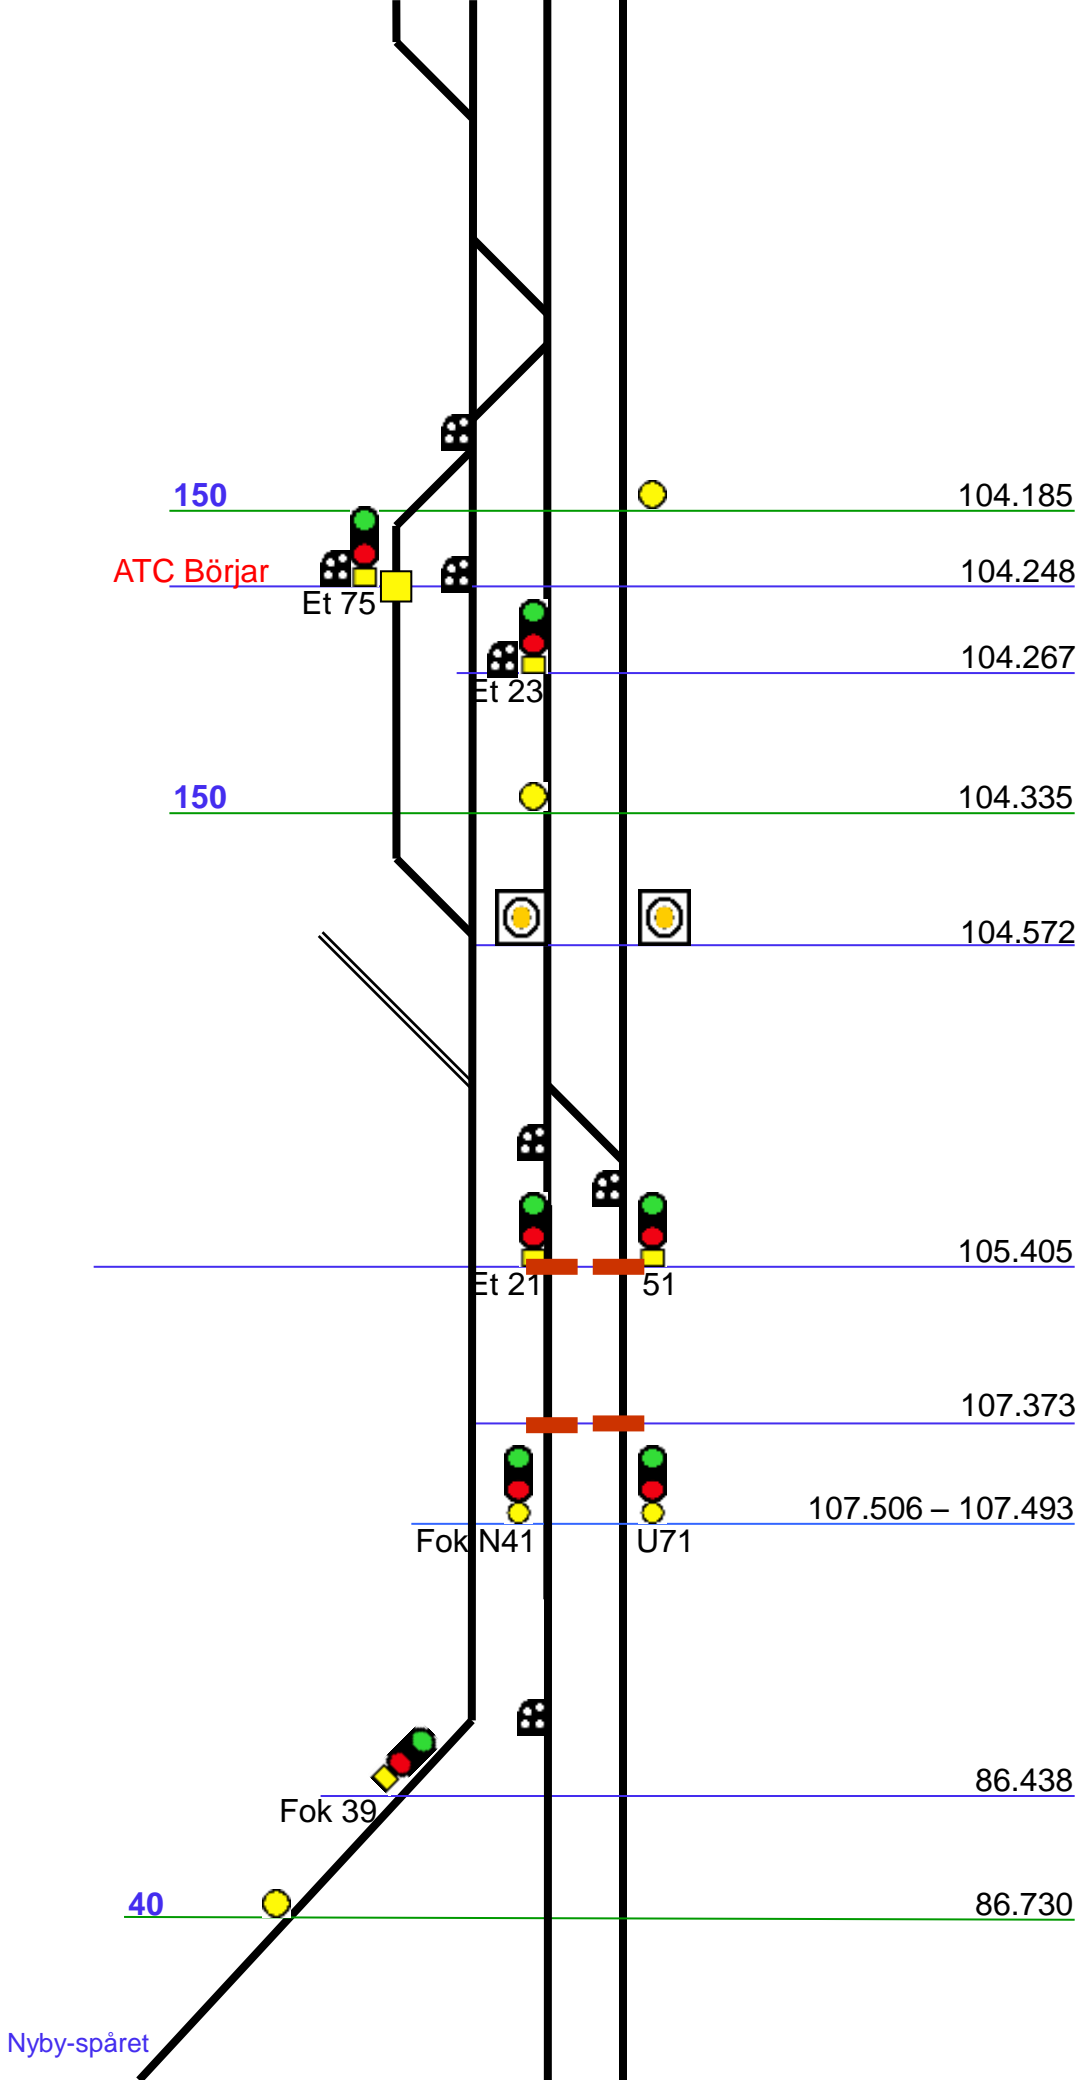 150 104.185
ATC Börjar 104.248
Et 75
104.267
Et 23
150 104.335
104.572
105.405
Et 21 51
107.373
107.506 – 107.493
Fok N41 U71
86.438
Fok 39
40 86.730
Nyby-spåret